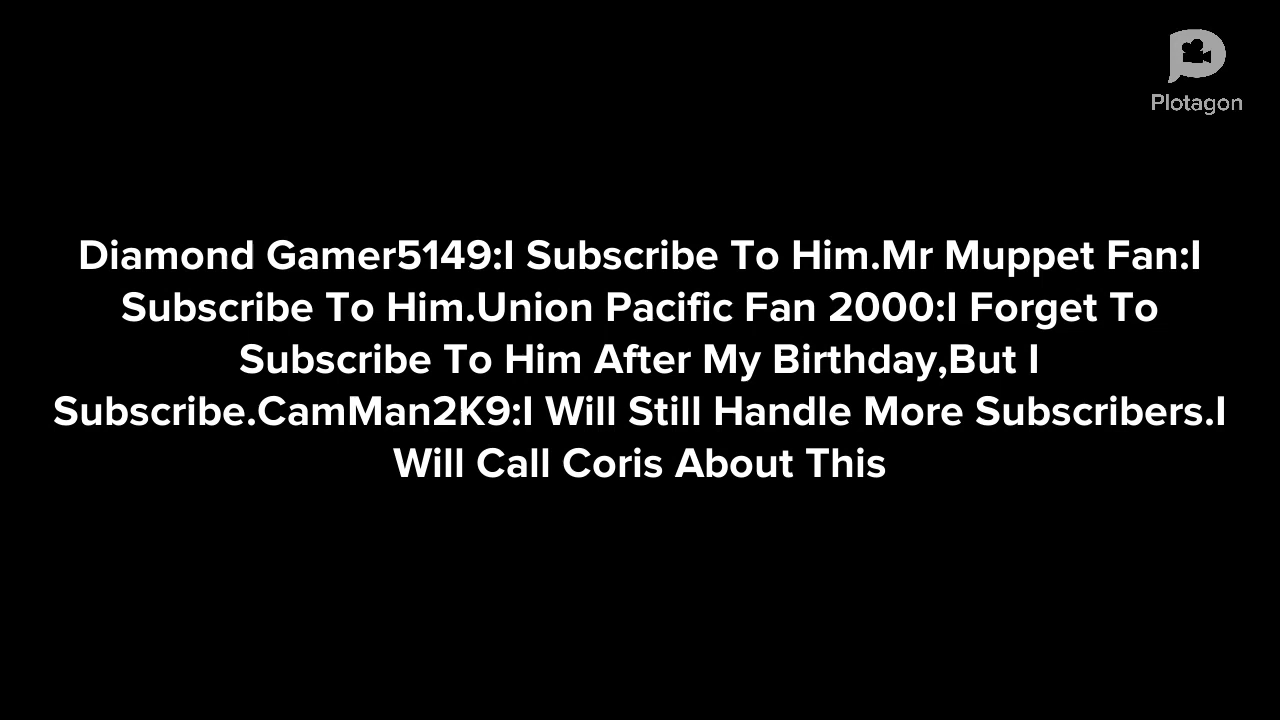 Plotagon
Diamond Gamer5149:I Subscribe To Him.Mr Muppet Fan:I
Subscribe To Him.Union Pacific Fan 2000:I Forget To
Subscribe To Him After My Birthday,But I
Subscribe.CamMan2K9:I Will Still Handle More Subscribers.I
Will Call Coris About This